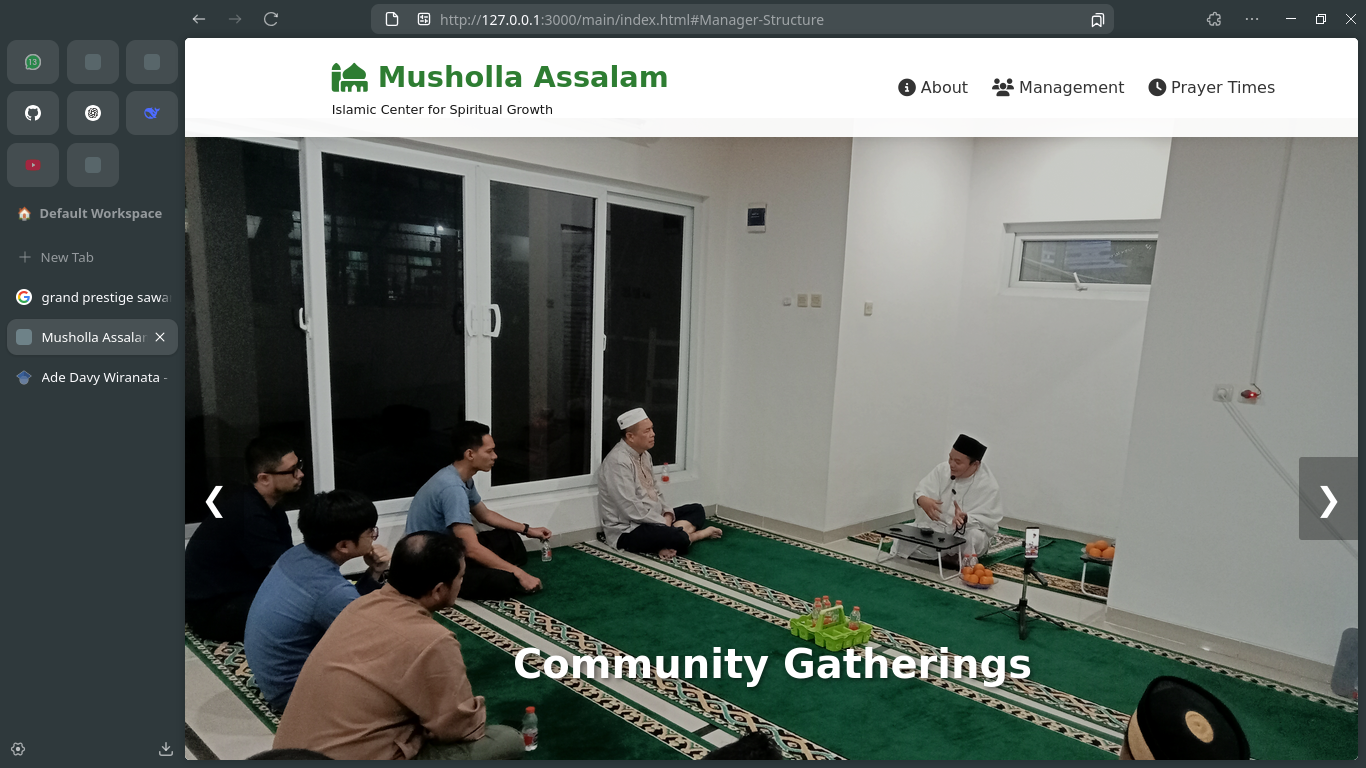 http://127.0.0.1:3000/main/index.html#Manager-Structure
13
Default Workspace
New Tab
grand prestige sawa
Musholla Assalar
Ade Davy Wiranata -
Musholla Assalam
Islamic Center for Spiritual Growth
About
Management
Prayer Times
❮
❯
Community Gatherings